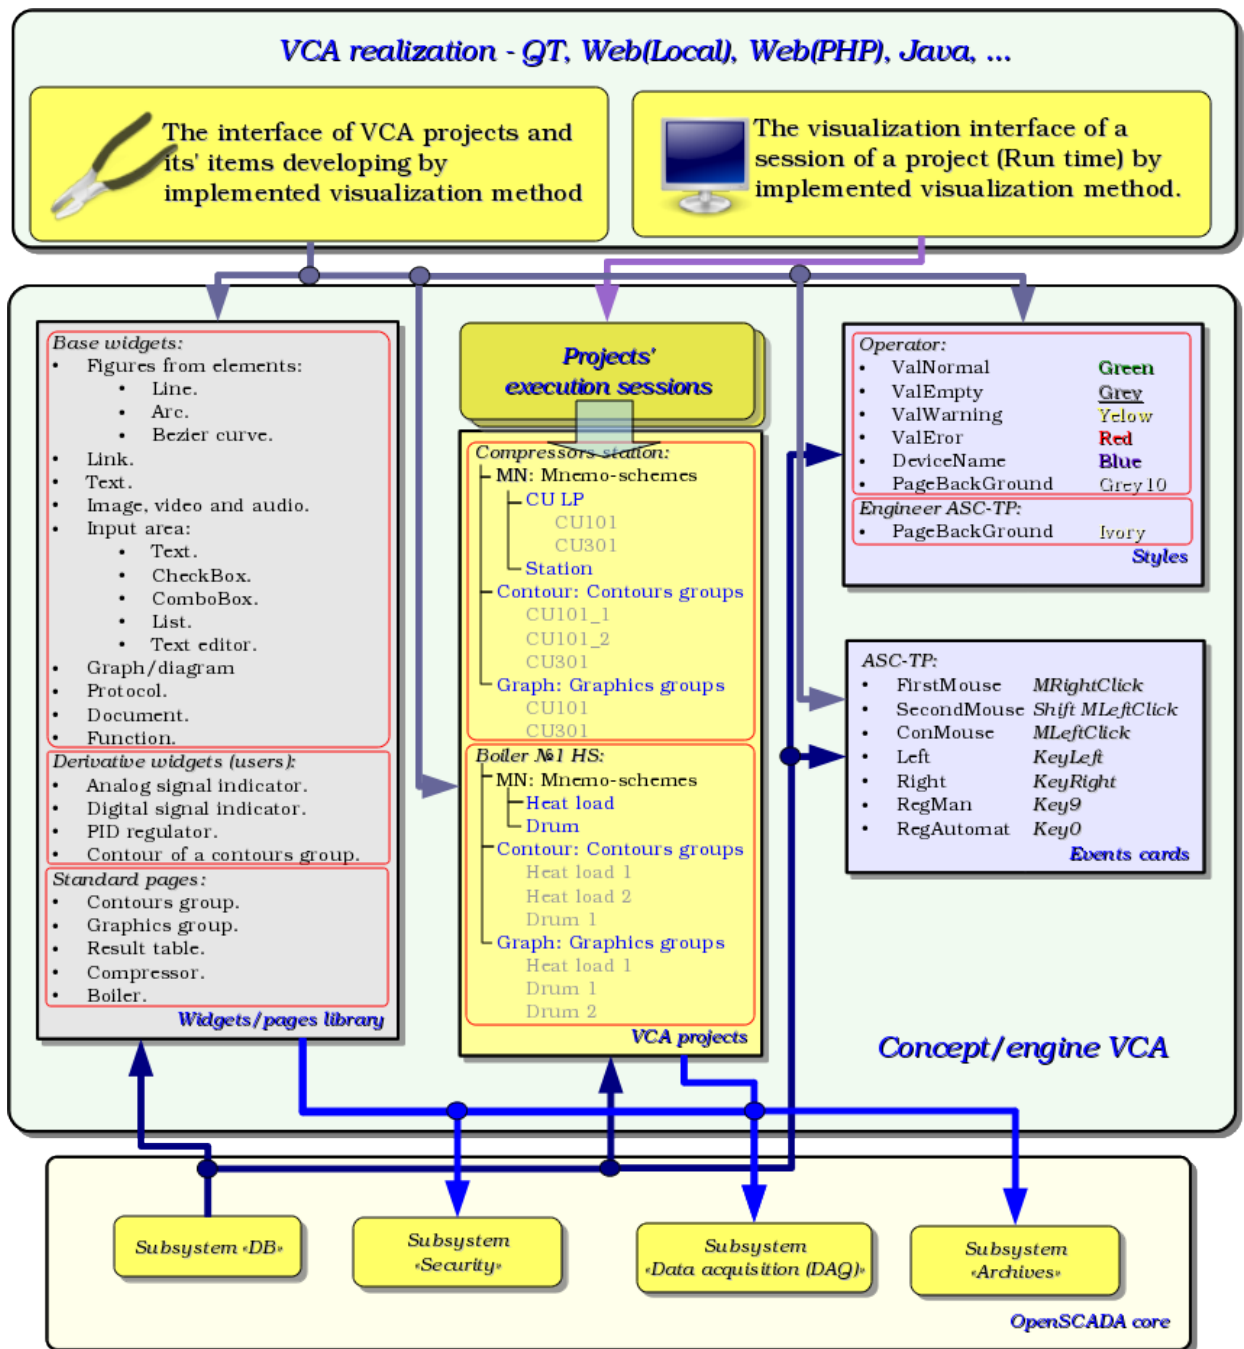 VCA realization - QT, Web(Local), Web(PHP), Java, ...
The interface of VCA projects and
its' items developing by
implemented visualization method
The visualization interface of a
session of a project (Run time) by
implemented visualization method.
Base widgets:
• Figures from elements:
• Line.
• Arc.
• Bezier curve.
• Link.
• Text.
• Image, video and audio.
• Input area:
• Text.
• CheckBox.
• ComboBox.
• List.
• Text editor.
• Graph/diagram
• Protocol.
• Document.
• Function.
Derivative widgets (users):
• Analog signal indicator.
• Digital signal indicator.
• PID regulator.
• Contour of a contours group.
Standard pages:
• Contours group.
• Graphics group.
• Result table.
• Compressor.
• Boiler.
Widgets/pages library
Projects'
execution sessions
Compressors station:
MN: Mnemo-schemes
CU LP
CU101
CU301
Station
Contour: Contours groups
CU101_1
CU101_2
CU301
Graph: Graphics groups
CU101
CU301
Boiler №1 HS:
MN: Mnemo-schemes
Heat load
Drum
Contour: Contours groups
Heat load 1
Heat load 2
Drum 1
Graph: Graphics groups
Heat load 1
Drum 1
Drum 2
VCA projects
Operator:
• ValNormal Green
• ValEmpty Grey
• ValWarning Yelow
• ValEror Red
• DeviceName Blue
• PageBackGround Grey10
Engineer ASC-TP:
• PageBackGround Ivory
Styles
ASC-TP:
• FirstMouse MRightClick
• SecondMouse Shift MLeftClick
• ConMouse MLeftClick
• Left KeyLeft
• Right KeyRight
• RegMan Key9
• RegAutomat Key0
Events cards
Concept/engine VCA
Subsystem «DB»
Subsystem
«Security»
Subsystem
«Data acquisition (DAQ)»
Subsystem
«Archives»
OpenSCADA core